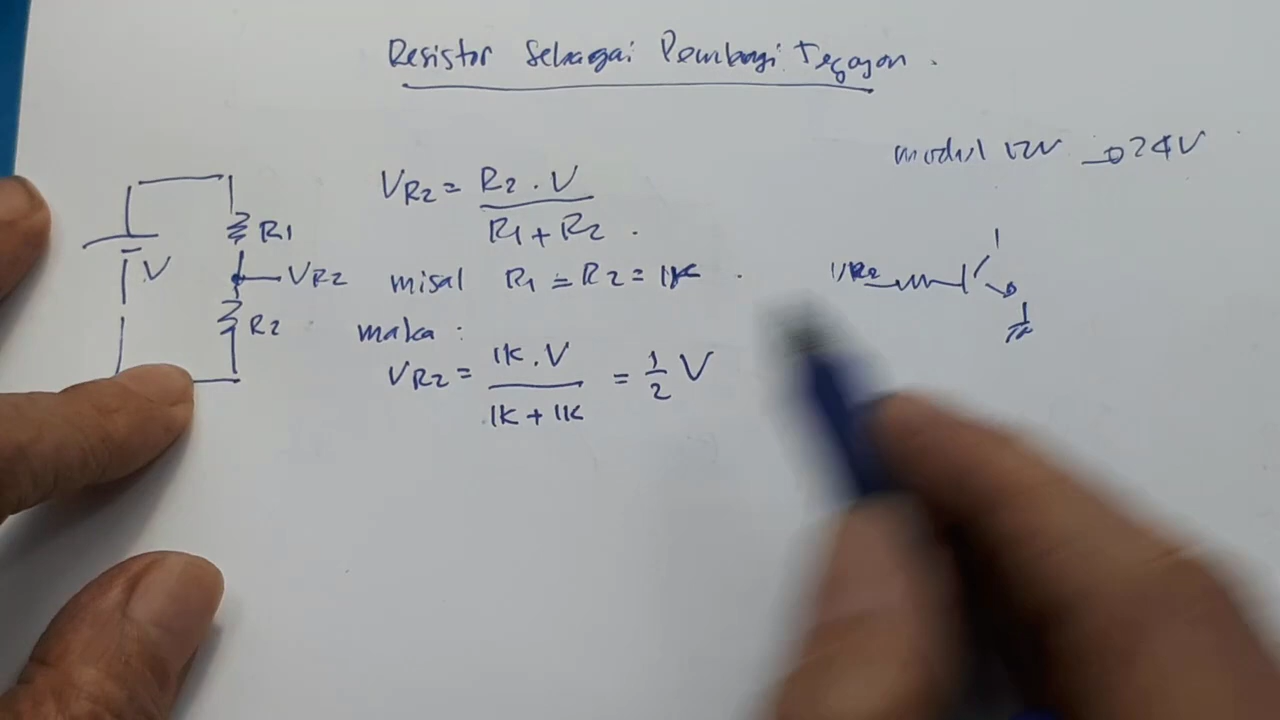 Resistor Sebagai Pembagi Tegagan.
modul 12V → 24V
V
R1
VR2
R2
VR2 = R2 . V / R1 + R2 .
misal R1 = R2 = 1K .
maka :
VR2 = 1K . V / 1K + 1K = 1/2 V
VR2